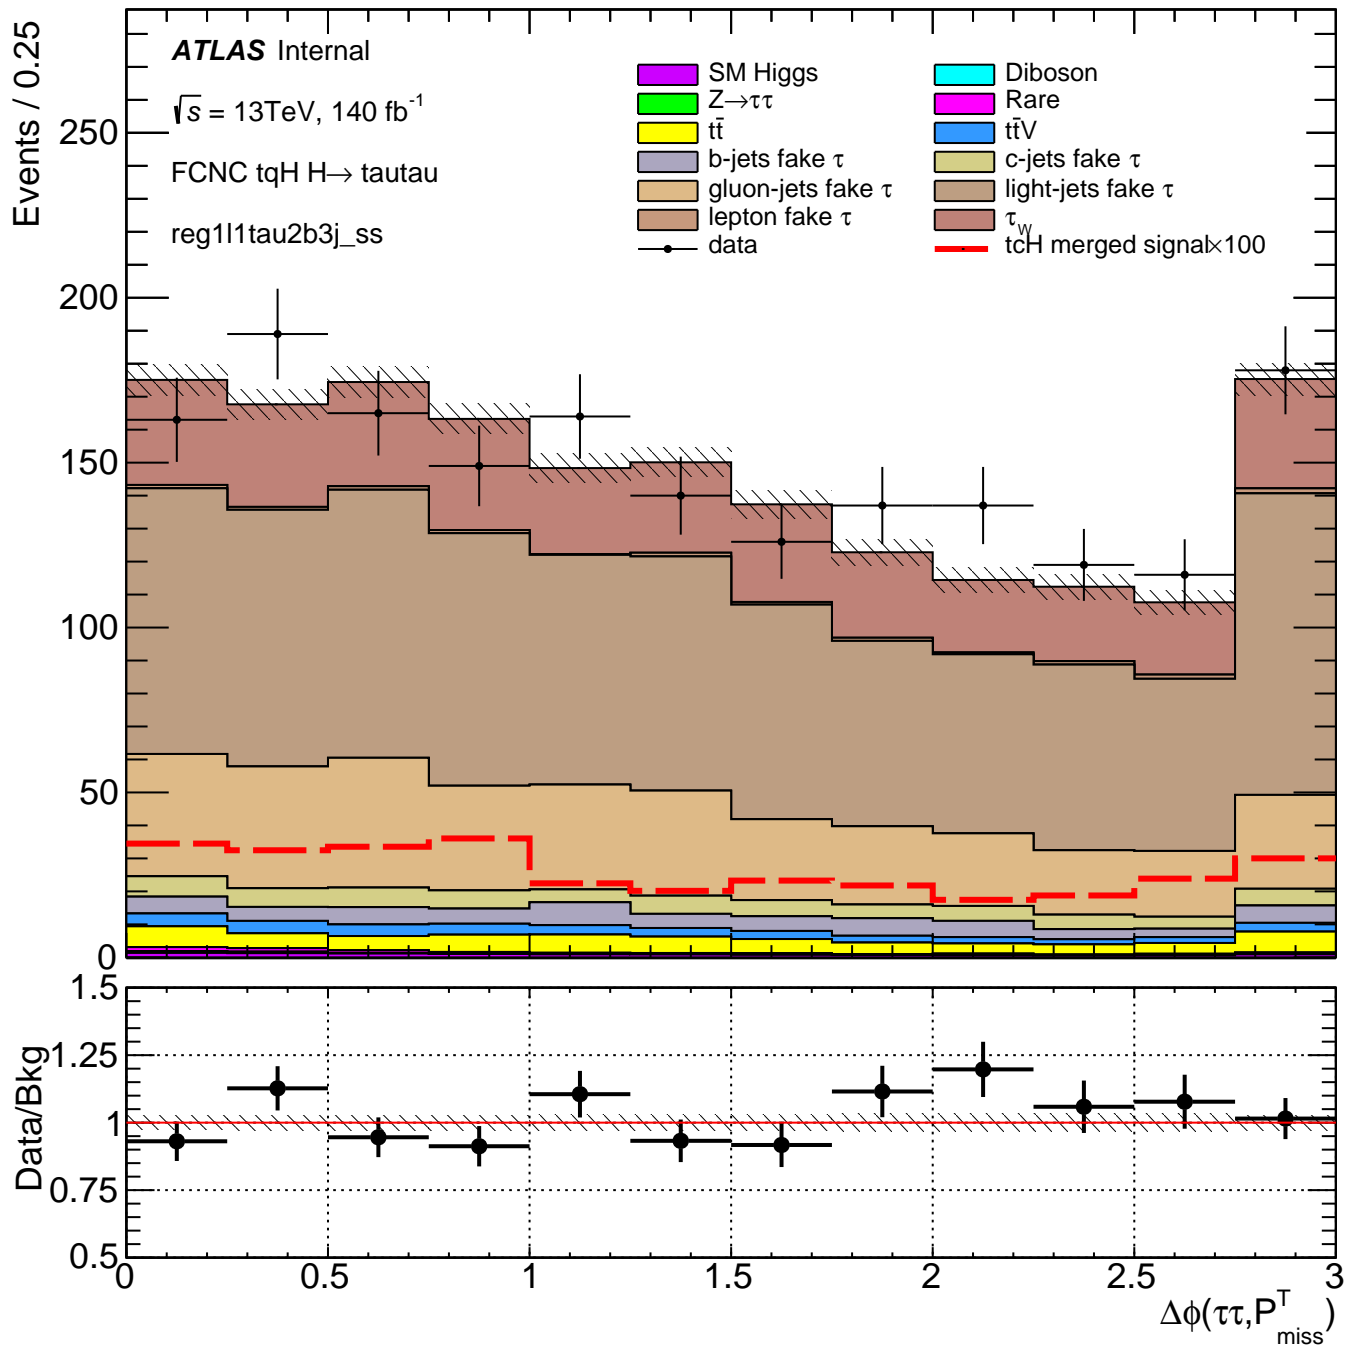 Events / 0.25
ATLAS Internal
√s = 13TeV, 140 fb⁻¹
FCNC tqH H→ tautau
reg1l1tau2b3j_ss
SM Higgs
Diboson
Z→ττ
Rare
tt̄
tt̄V
b-jets fake τ
c-jets fake τ
gluon-jets fake τ
light-jets fake τ
lepton fake τ
τ_W
data
tcH merged signal×100
250
200
150
100
50
0
Data/Bkg
1.5
1.25
1
0.75
0.5
0 0.5 1 1.5 2 2.5 3
Δϕ(ττ,P^T_miss)